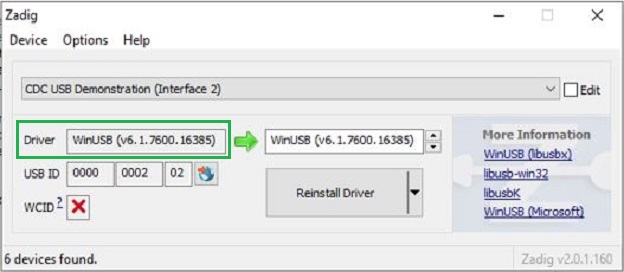 Zadig
Device Options Help
CDC USB Demonstration (Interface 2)
Edit
Driver WinUSB (v6.1.7600.16385) WinUSB (v6.1.7600.16385)
USB ID 0000 0002 02
WCID ?
Reinstall Driver
More Information
WinUSB (libusbx)
libusb-win32
libusbK
WinUSB (Microsoft)
6 devices found.
Zadig v2.0.1.160